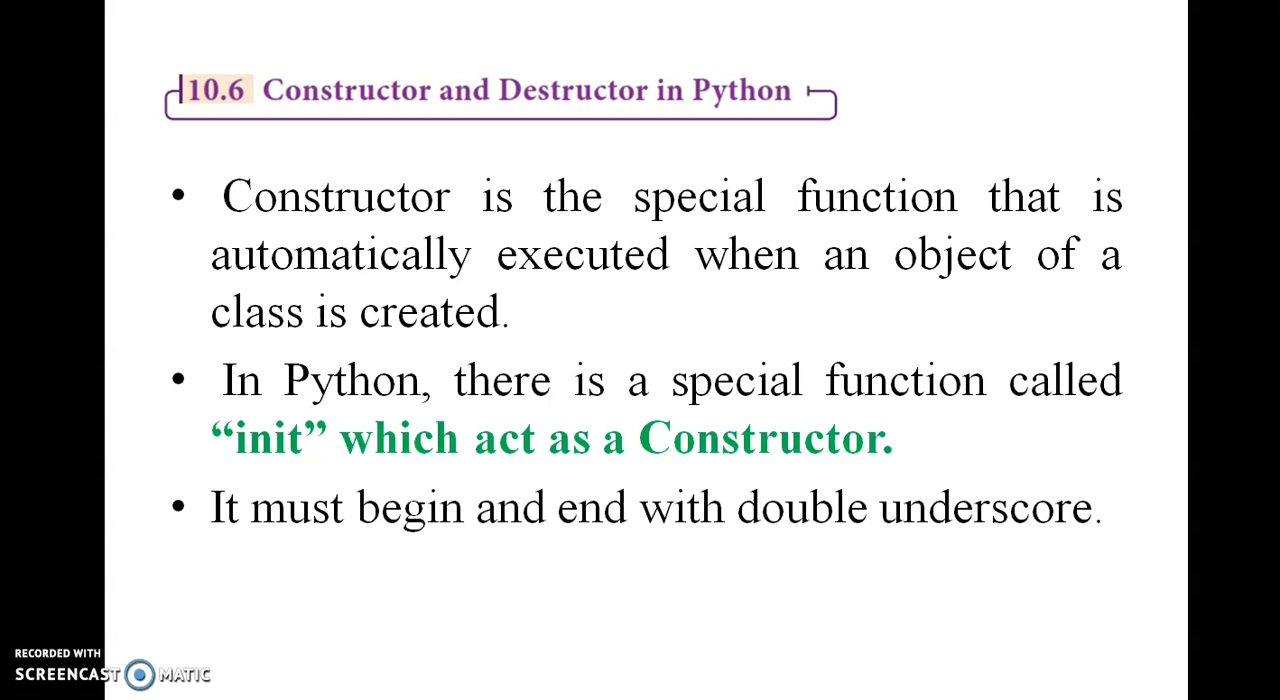 10.6 Constructor and Destructor in Python
• Constructor is the special function that is
automatically executed when an object of a
class is created.
• In Python, there is a special function called
“init” which act as a Constructor.
• It must begin and end with double underscore.
RECORDED WITH
SCREENCAST MATIC